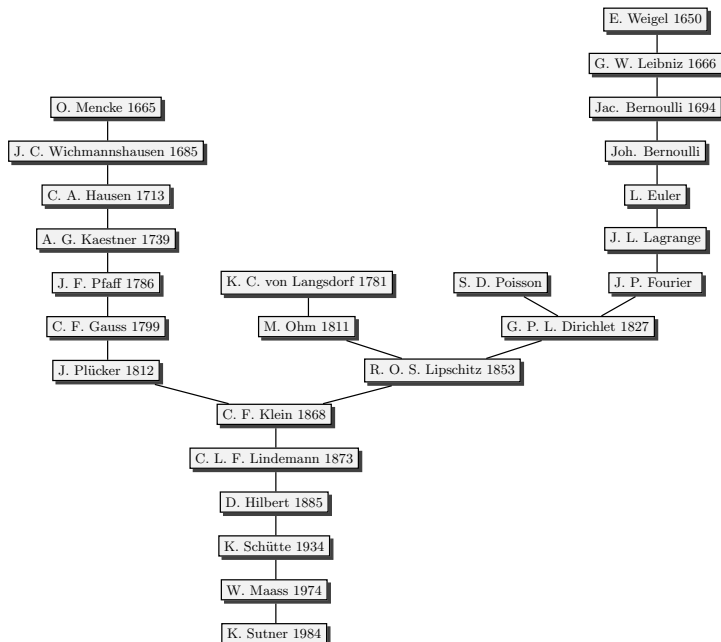 E. Weigel 1650
G. W. Leibniz 1666
O. Mencke 1665
Jac. Bernoulli 1694
J. C. Wichmannshausen 1685
Joh. Bernoulli
C. A. Hausen 1713
L. Euler
A. G. Kaestner 1739
J. L. Lagrange
J. F. Pfaff 1786
K. C. von Langsdorf 1781
S. D. Poisson
J. P. Fourier
C. F. Gauss 1799
M. Ohm 1811
G. P. L. Dirichlet 1827
J. Plücker 1812
R. O. S. Lipschitz 1853
C. F. Klein 1868
C. L. F. Lindemann 1873
D. Hilbert 1885
K. Schütte 1934
W. Maass 1974
K. Sutner 1984